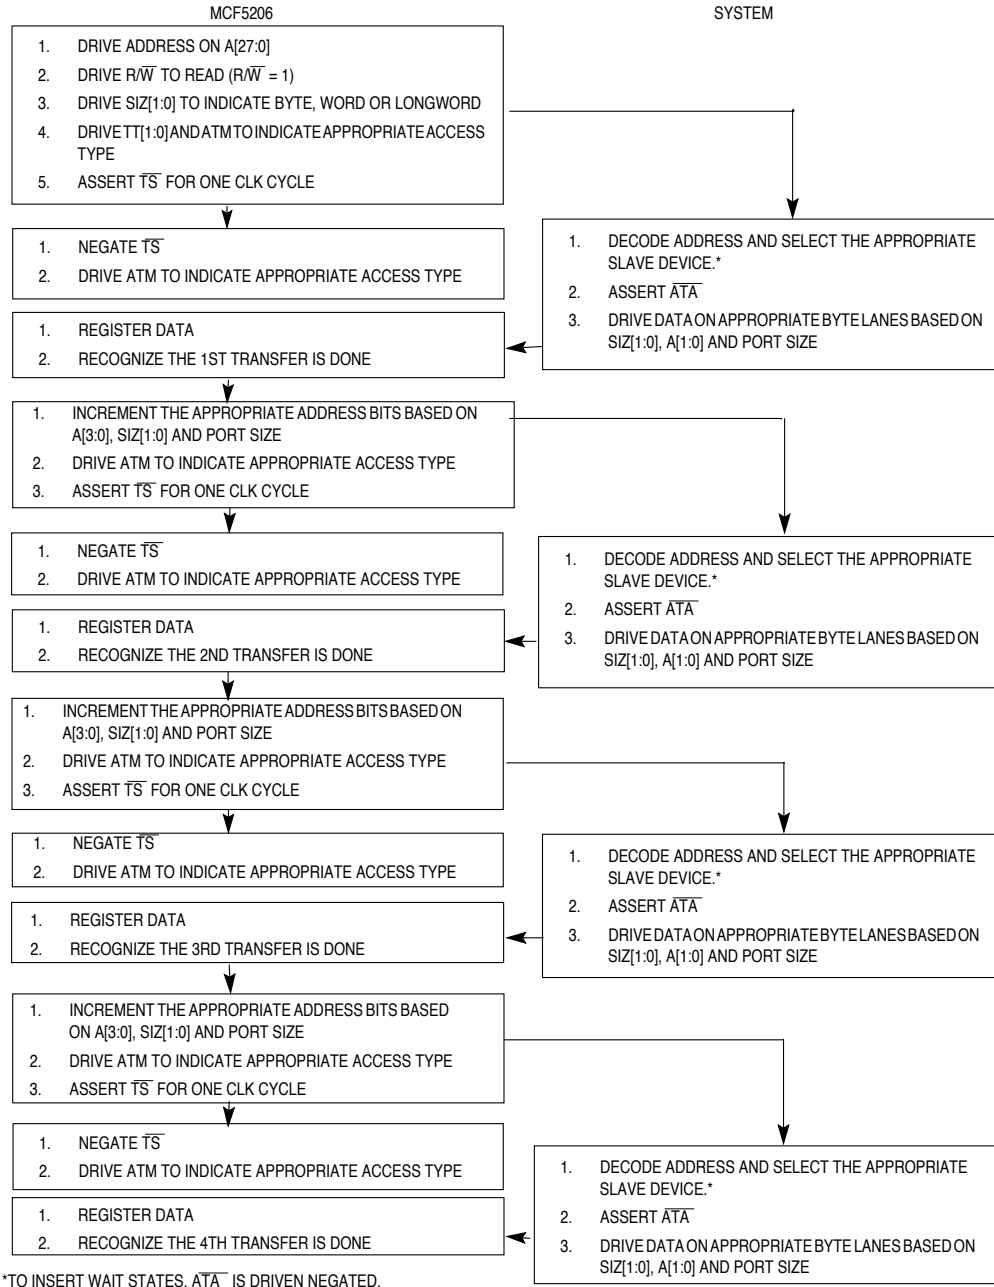 MCF5206
SYSTEM
1. DRIVE ADDRESS ON A[27:0]
2. DRIVE R/W̅ TO READ (R/W̅ = 1)
3. DRIVE SIZ[1:0] TO INDICATE BYTE, WORD OR LONGWORD
4. DRIVE TT[1:0] AND ATM TO INDICATE APPROPRIATE ACCESS
TYPE
5. ASSERT T̅S̅ FOR ONE CLK CYCLE
1. NEGATE T̅S̅
2. DRIVE ATM TO INDICATE APPROPRIATE ACCESS TYPE
1. DECODE ADDRESS AND SELECT THE APPROPRIATE
SLAVE DEVICE.*
2. ASSERT A̅T̅A̅
3. DRIVE DATA ON APPROPRIATE BYTE LANES BASED ON
SIZ[1:0], A[1:0] AND PORT SIZE
1. REGISTER DATA
2. RECOGNIZE THE 1ST TRANSFER IS DONE
1. INCREMENT THE APPROPRIATE ADDRESS BITS BASED ON
A[3:0], SIZ[1:0] AND PORT SIZE
2. DRIVE ATM TO INDICATE APPROPRIATE ACCESS TYPE
3. ASSERT T̅S̅ FOR ONE CLK CYCLE
1. NEGATE T̅S̅
2. DRIVE ATM TO INDICATE APPROPRIATE ACCESS TYPE
1. DECODE ADDRESS AND SELECT THE APPROPRIATE
SLAVE DEVICE.*
2. ASSERT A̅T̅A̅
3. DRIVE DATA ON APPROPRIATE BYTE LANES BASED ON
SIZ[1:0], A[1:0] AND PORT SIZE
1. REGISTER DATA
2. RECOGNIZE THE 2ND TRANSFER IS DONE
1. INCREMENT THE APPROPRIATE ADDRESS BITS BASED ON
A[3:0], SIZ[1:0] AND PORT SIZE
2. DRIVE ATM TO INDICATE APPROPRIATE ACCESS TYPE
3. ASSERT T̅S̅ FOR ONE CLK CYCLE
1. NEGATE T̅S̅
2. DRIVE ATM TO INDICATE APPROPRIATE ACCESS TYPE
1. DECODE ADDRESS AND SELECT THE APPROPRIATE
SLAVE DEVICE.*
2. ASSERT A̅T̅A̅
3. DRIVE DATA ON APPROPRIATE BYTE LANES BASED ON
SIZ[1:0], A[1:0] AND PORT SIZE
1. REGISTER DATA
2. RECOGNIZE THE 3RD TRANSFER IS DONE
1. INCREMENT THE APPROPRIATE ADDRESS BITS BASED
ON A[3:0], SIZ[1:0] AND PORT SIZE
2. DRIVE ATM TO INDICATE APPROPRIATE ACCESS TYPE
3. ASSERT T̅S̅ FOR ONE CLK CYCLE
1. NEGATE T̅S̅
2. DRIVE ATM TO INDICATE APPROPRIATE ACCESS TYPE
1. DECODE ADDRESS AND SELECT THE APPROPRIATE
SLAVE DEVICE.*
2. ASSERT A̅T̅A̅
3. DRIVE DATA ON APPROPRIATE BYTE LANES BASED ON
SIZ[1:0], A[1:0] AND PORT SIZE
1. REGISTER DATA
2. RECOGNIZE THE 4TH TRANSFER IS DONE
*TO INSERT WAIT STATES, A̅T̅A̅ IS DRIVEN NEGATED.